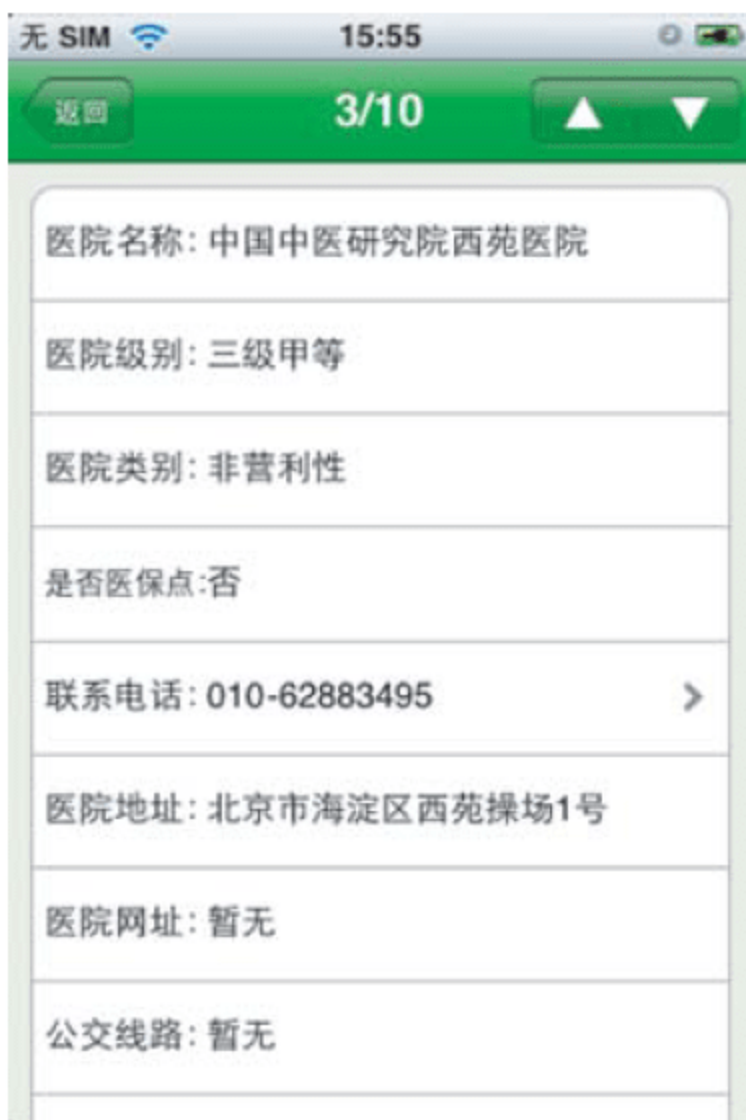 无 SIM 15:55
返回 3/10
医院名称: 中国中医研究院西苑医院
医院级别: 三级甲等
医院类别: 非营利性
是否医保点:否
联系电话: 010-62883495
医院地址: 北京市海淀区西苑操场1号
医院网址: 暂无
公交线路: 暂无